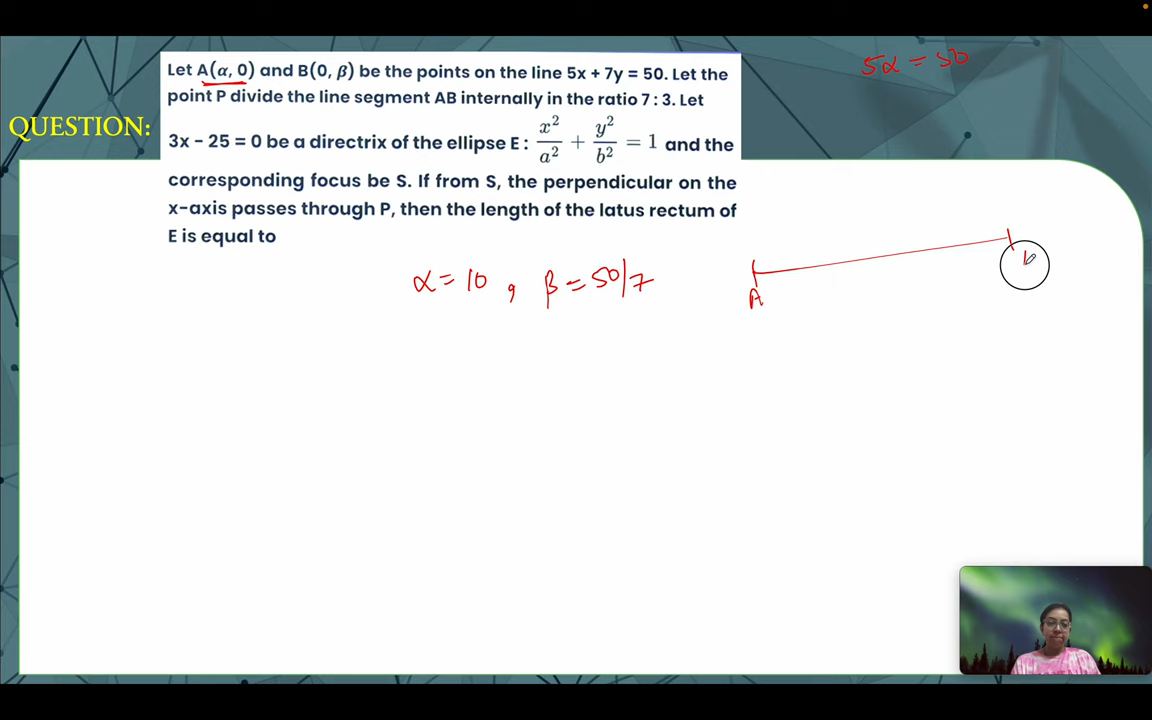 5α = 50
Let A(α, 0) and B(0, β) be the points on the line 5x + 7y = 50. Let the
point P divide the line segment AB internally in the ratio 7 : 3. Let
QUESTION:
3x - 25 = 0 be a directrix of the ellipse E : x²/a² + y²/b² = 1 and the
corresponding focus be S. If from S, the perpendicular on the
x-axis passes through P, then the length of the latus rectum of
E is equal to
α = 10 , β = 50/7
A